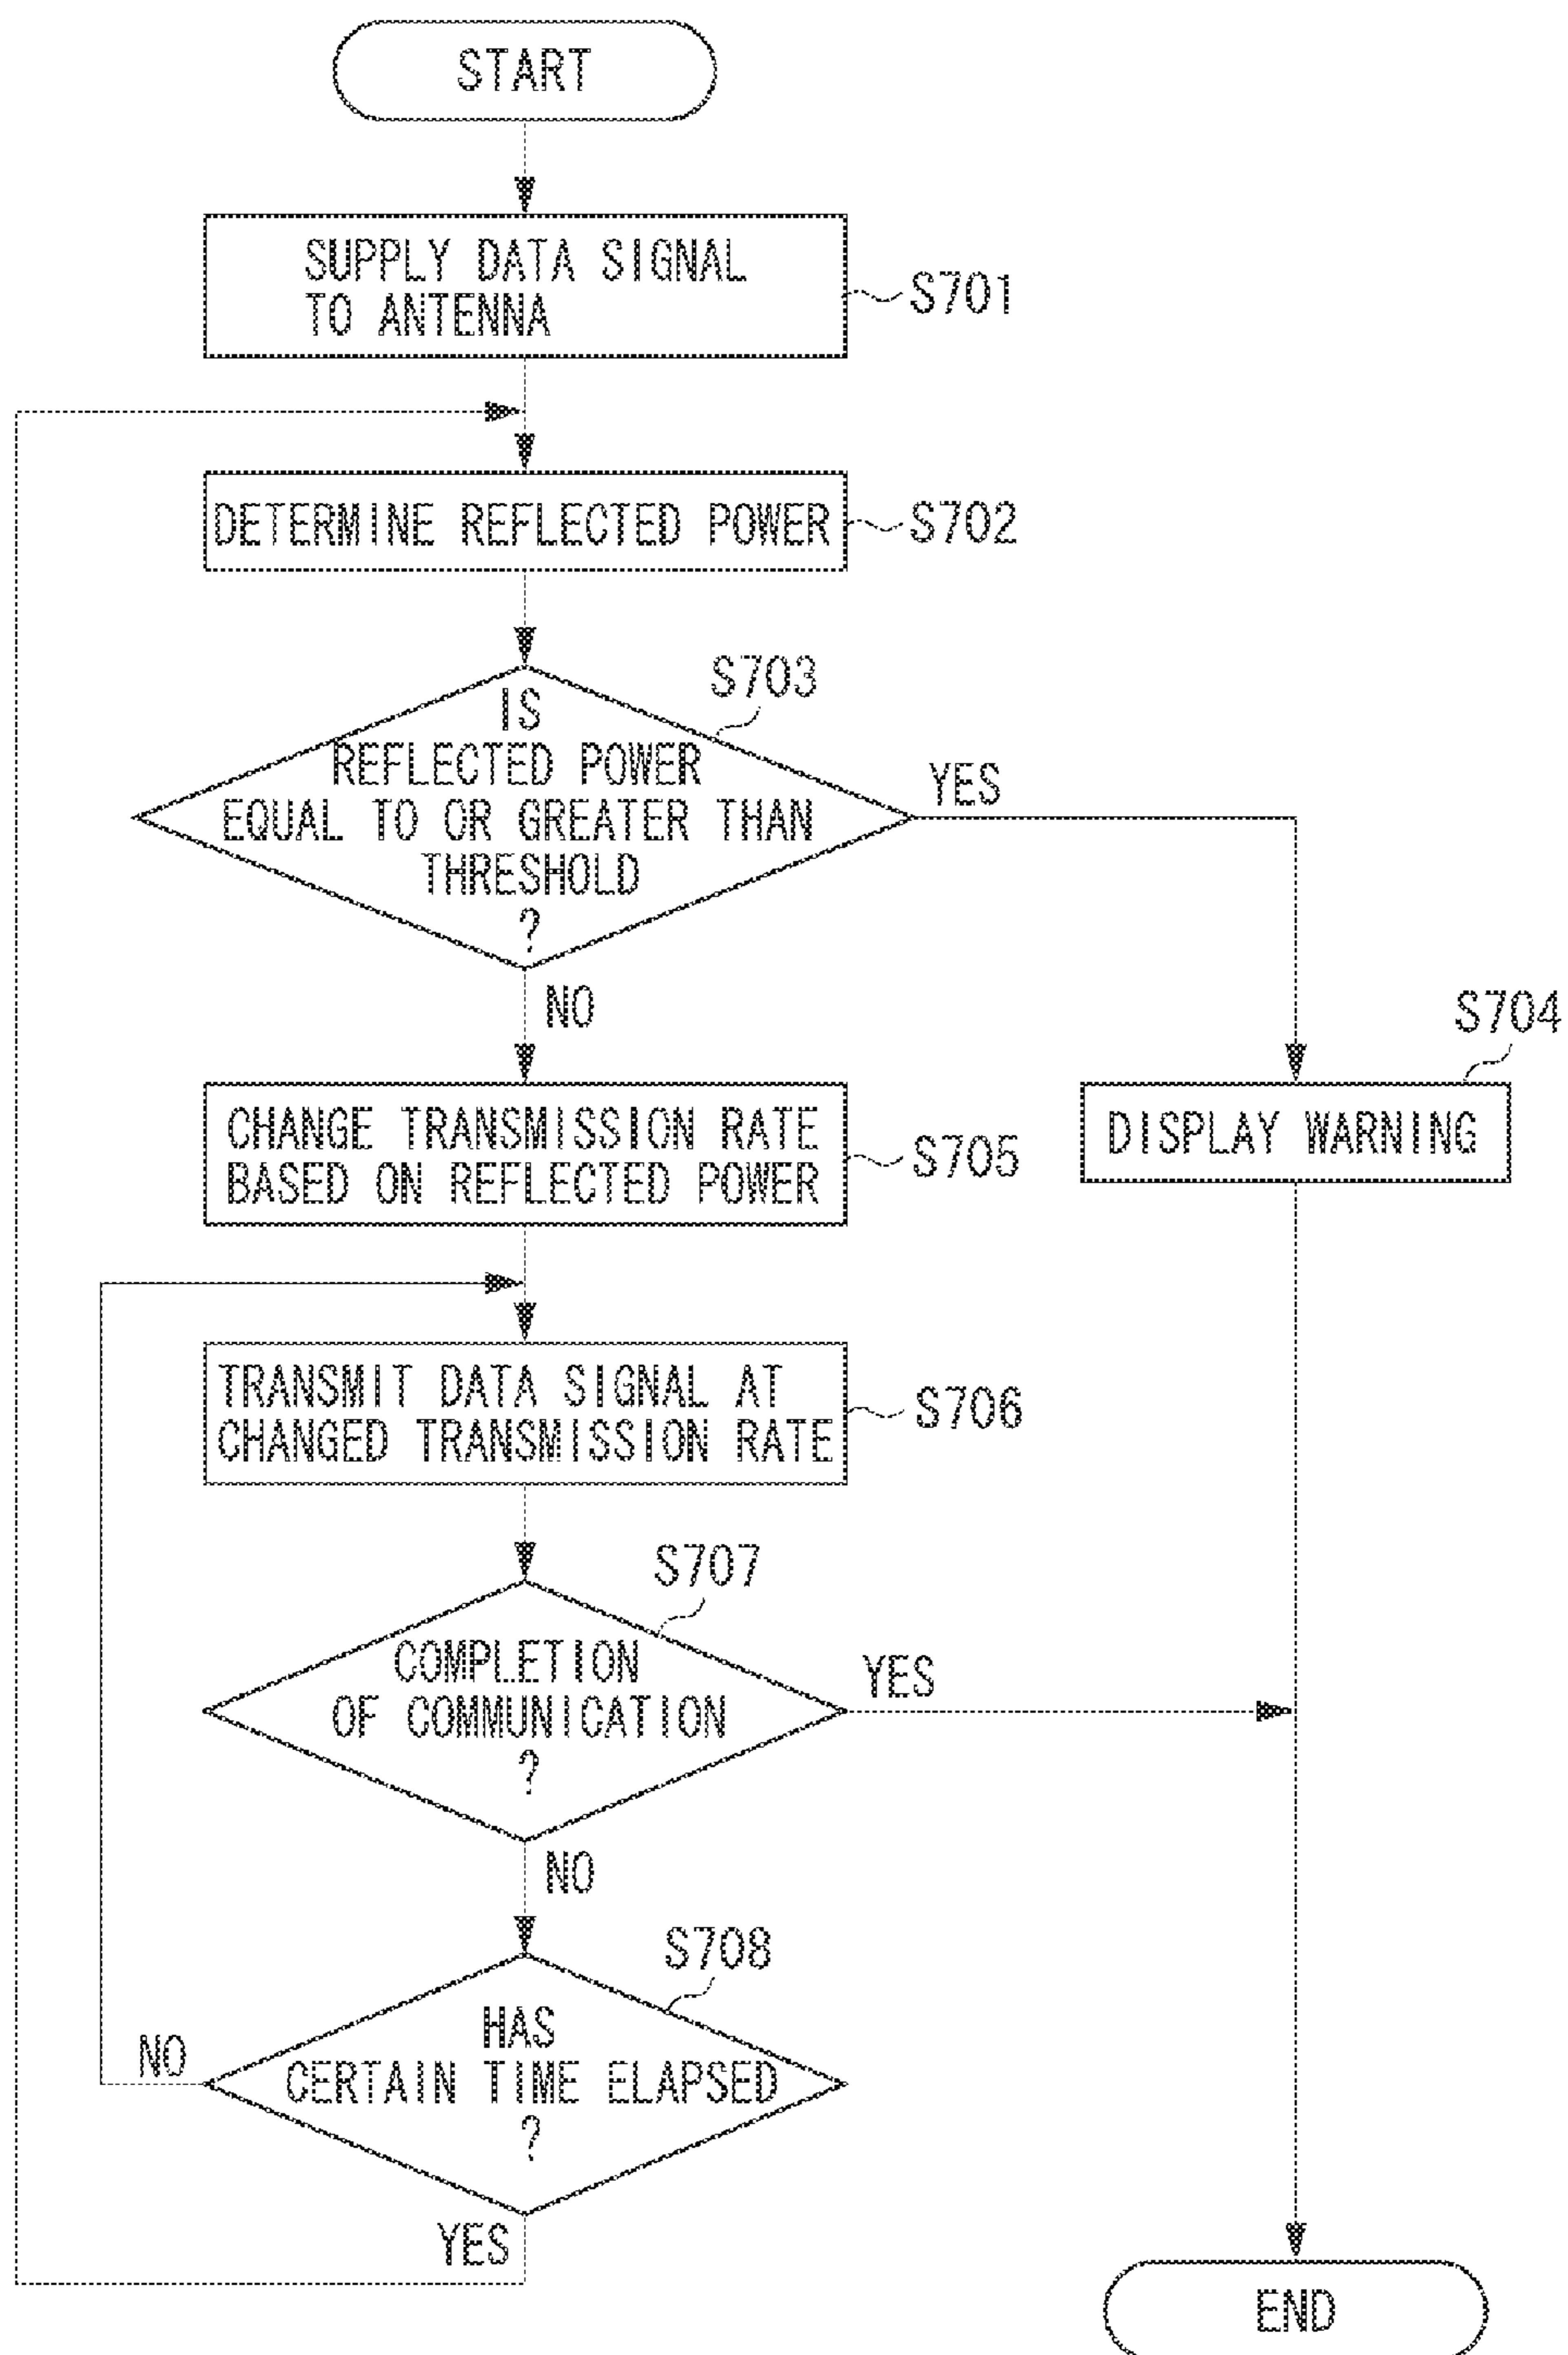 START
SUPPLY DATA SIGNAL
TO ANTENNA
S701
DETERMINE REFLECTED POWER
S702
S703
IS
REFLECTED POWER
EQUAL TO OR GREATER THAN
THRESHOLD
?
YES
NO
S704
DISPLAY WARNING
CHANGE TRANSMISSION RATE
BASED ON REFLECTED POWER
S705
TRANSMIT DATA SIGNAL AT
CHANGED TRANSMISSION RATE
S706
S707
COMPLETION
OF COMMUNICATION
?
YES
NO
S708
HAS
CERTAIN TIME ELAPSED
?
NO
YES
END